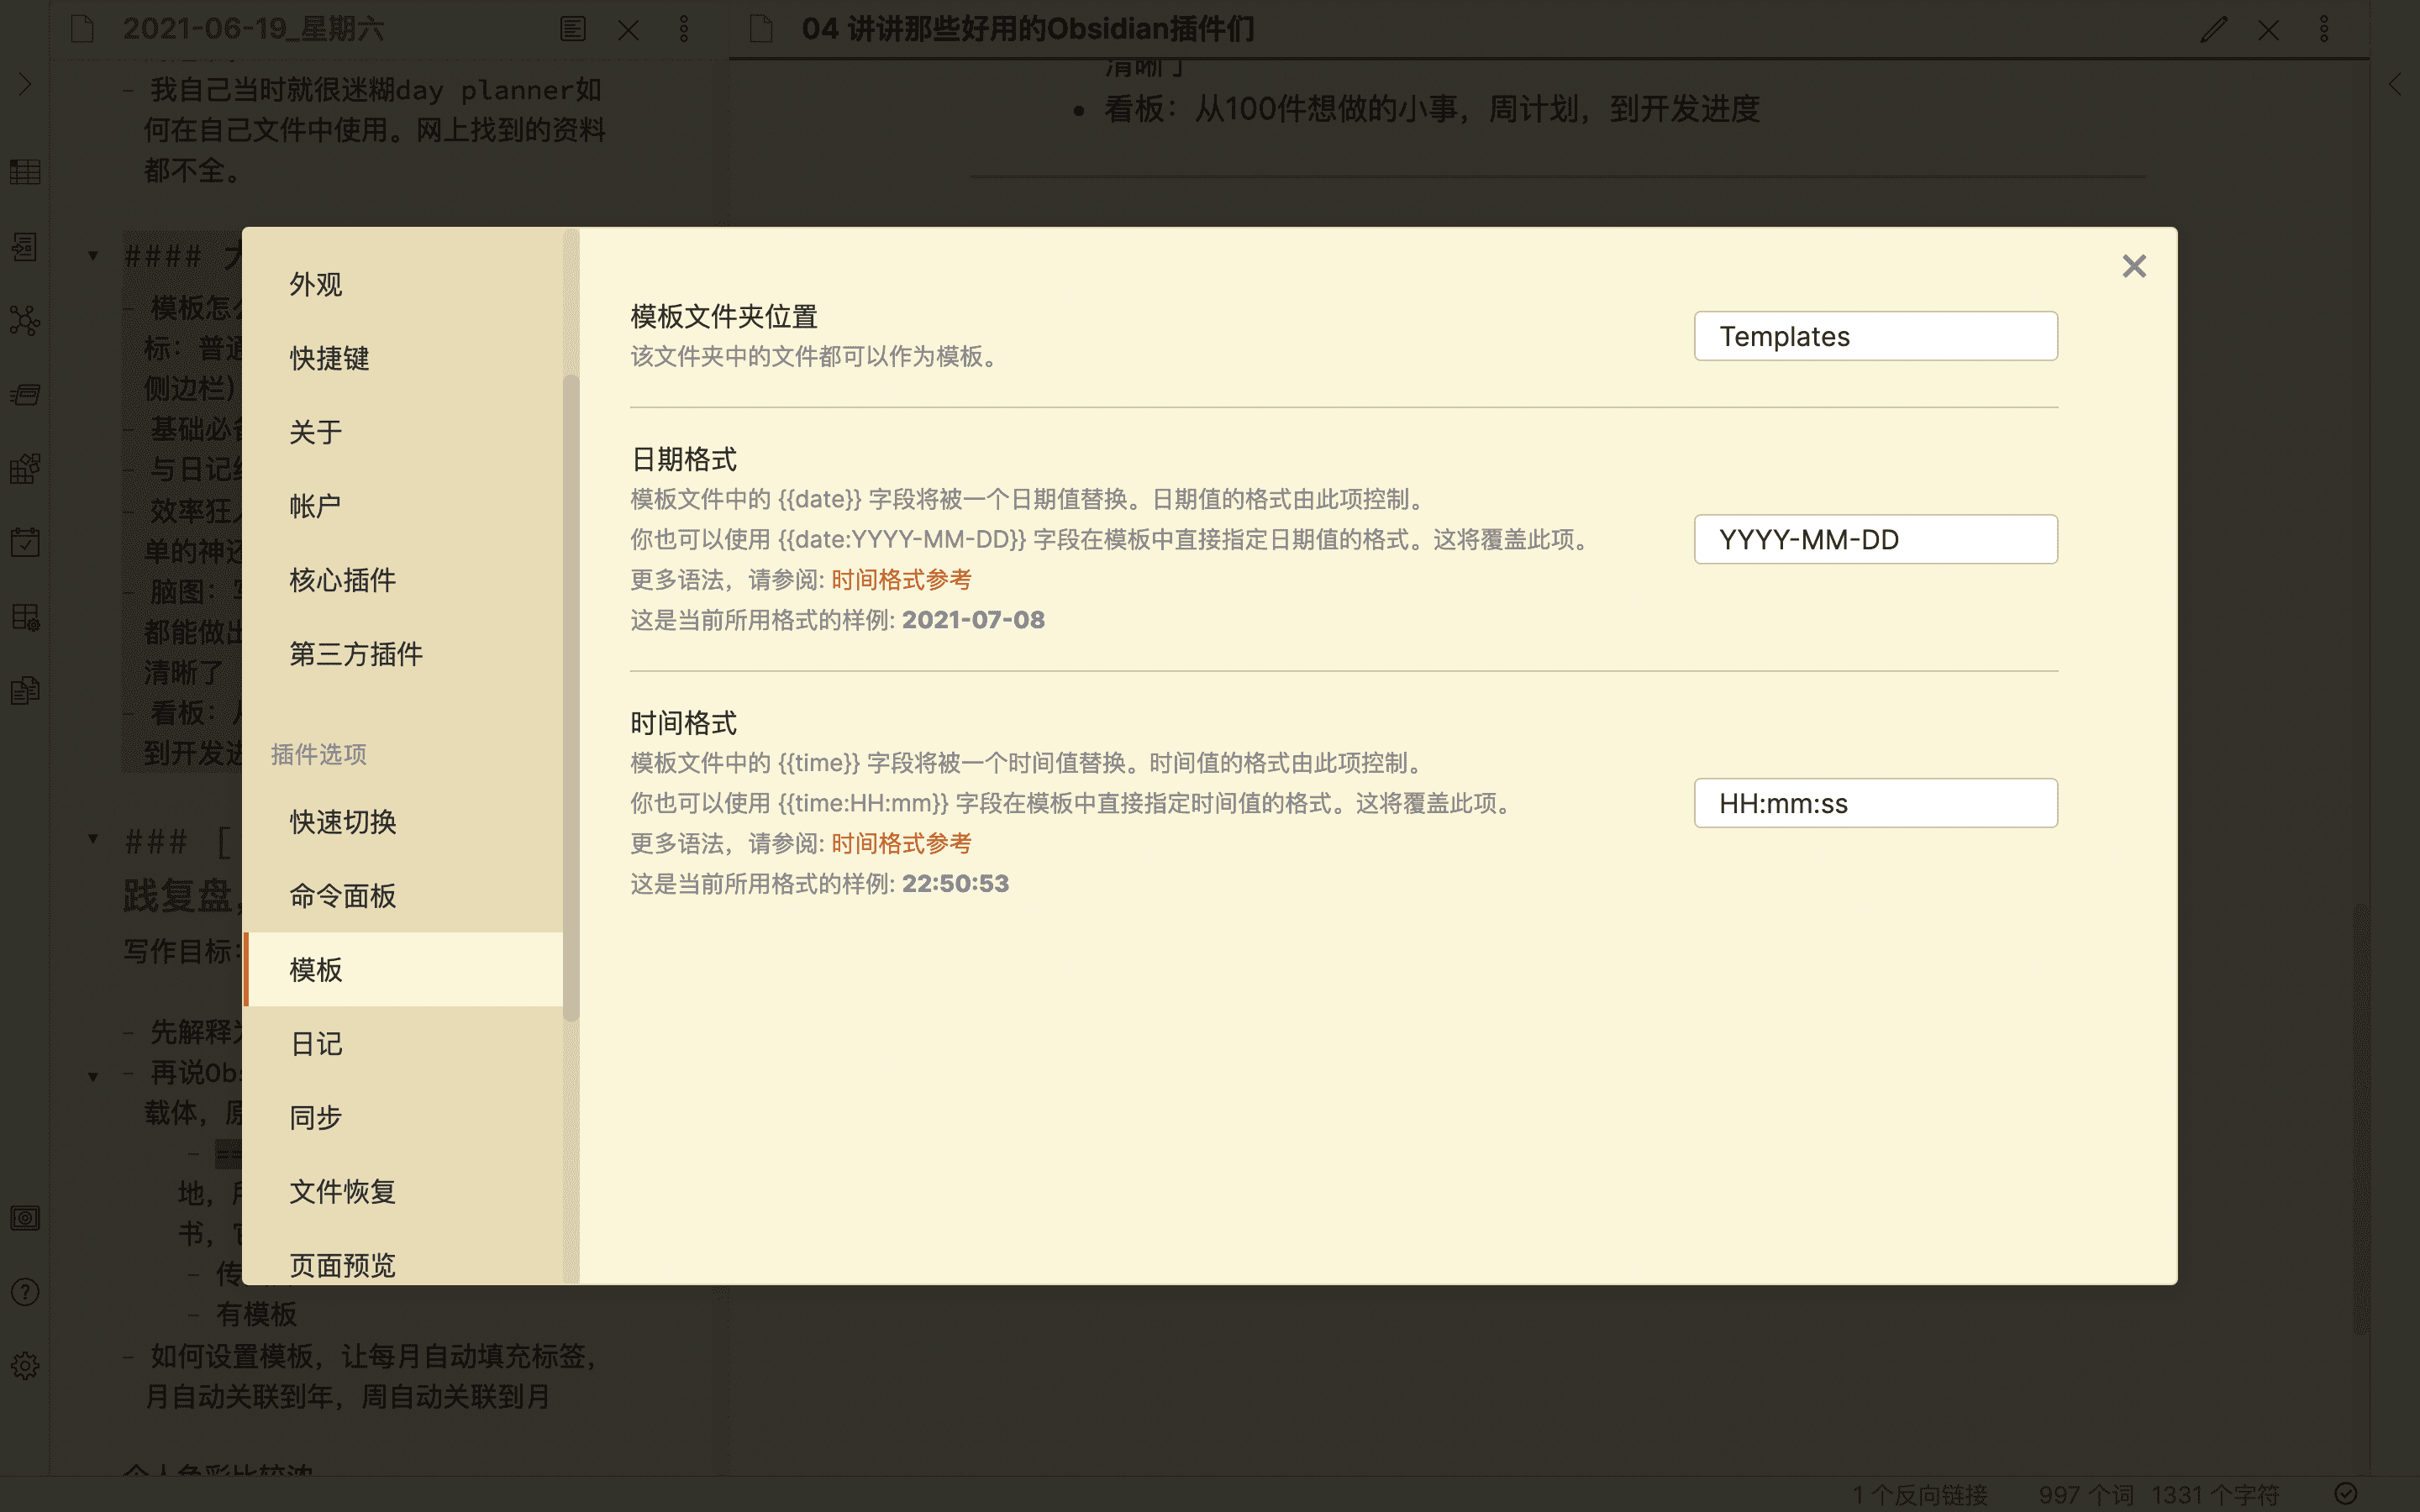 2021-06-19_星期六
04 讲讲那些好用的Obsidian插件们
- 我自己当时就很迷糊day planner如
何在自己文件中使用。网上找到的资料
都不全。
清晰了
• 看板：从100件想做的小事，周计划，到开发进度
####
- 模板怎
标：普通
侧边栏）
- 基础必备
- 与日记
- 效率狂
单的神
- 脑图：
都能做出
清晰了
- 看板：
到开发进
### [
践复盘，
写作目标：
- 先解释
- 再说Obs
载体，原
- ==
地，
书，
- 传
- 有模板
- 如何设置模板，让每月自动填充标签，
月自动关联到年，周自动关联到月
个人色彩比较浓
外观
快捷键
关于
帐户
核心插件
第三方插件
插件选项
快速切换
命令面板
模板
日记
同步
文件恢复
页面预览
模板文件夹位置
该文件夹中的文件都可以作为模板。
Templates
日期格式
模板文件中的 {{date}} 字段将被一个日期值替换。日期值的格式由此项控制。
你也可以使用 {{date:YYYY-MM-DD}} 字段在模板中直接指定日期值的格式。这将覆盖此项。
更多语法，请参阅: 时间格式参考
这是当前所用格式的样例: 2021-07-08
YYYY-MM-DD
时间格式
模板文件中的 {{time}} 字段将被一个时间值替换。时间值的格式由此项控制。
你也可以使用 {{time:HH:mm}} 字段在模板中直接指定时间值的格式。这将覆盖此项。
更多语法，请参阅: 时间格式参考
这是当前所用格式的样例: 22:50:53
HH:mm:ss
1 个反向链接 997 个词 1331 个字符